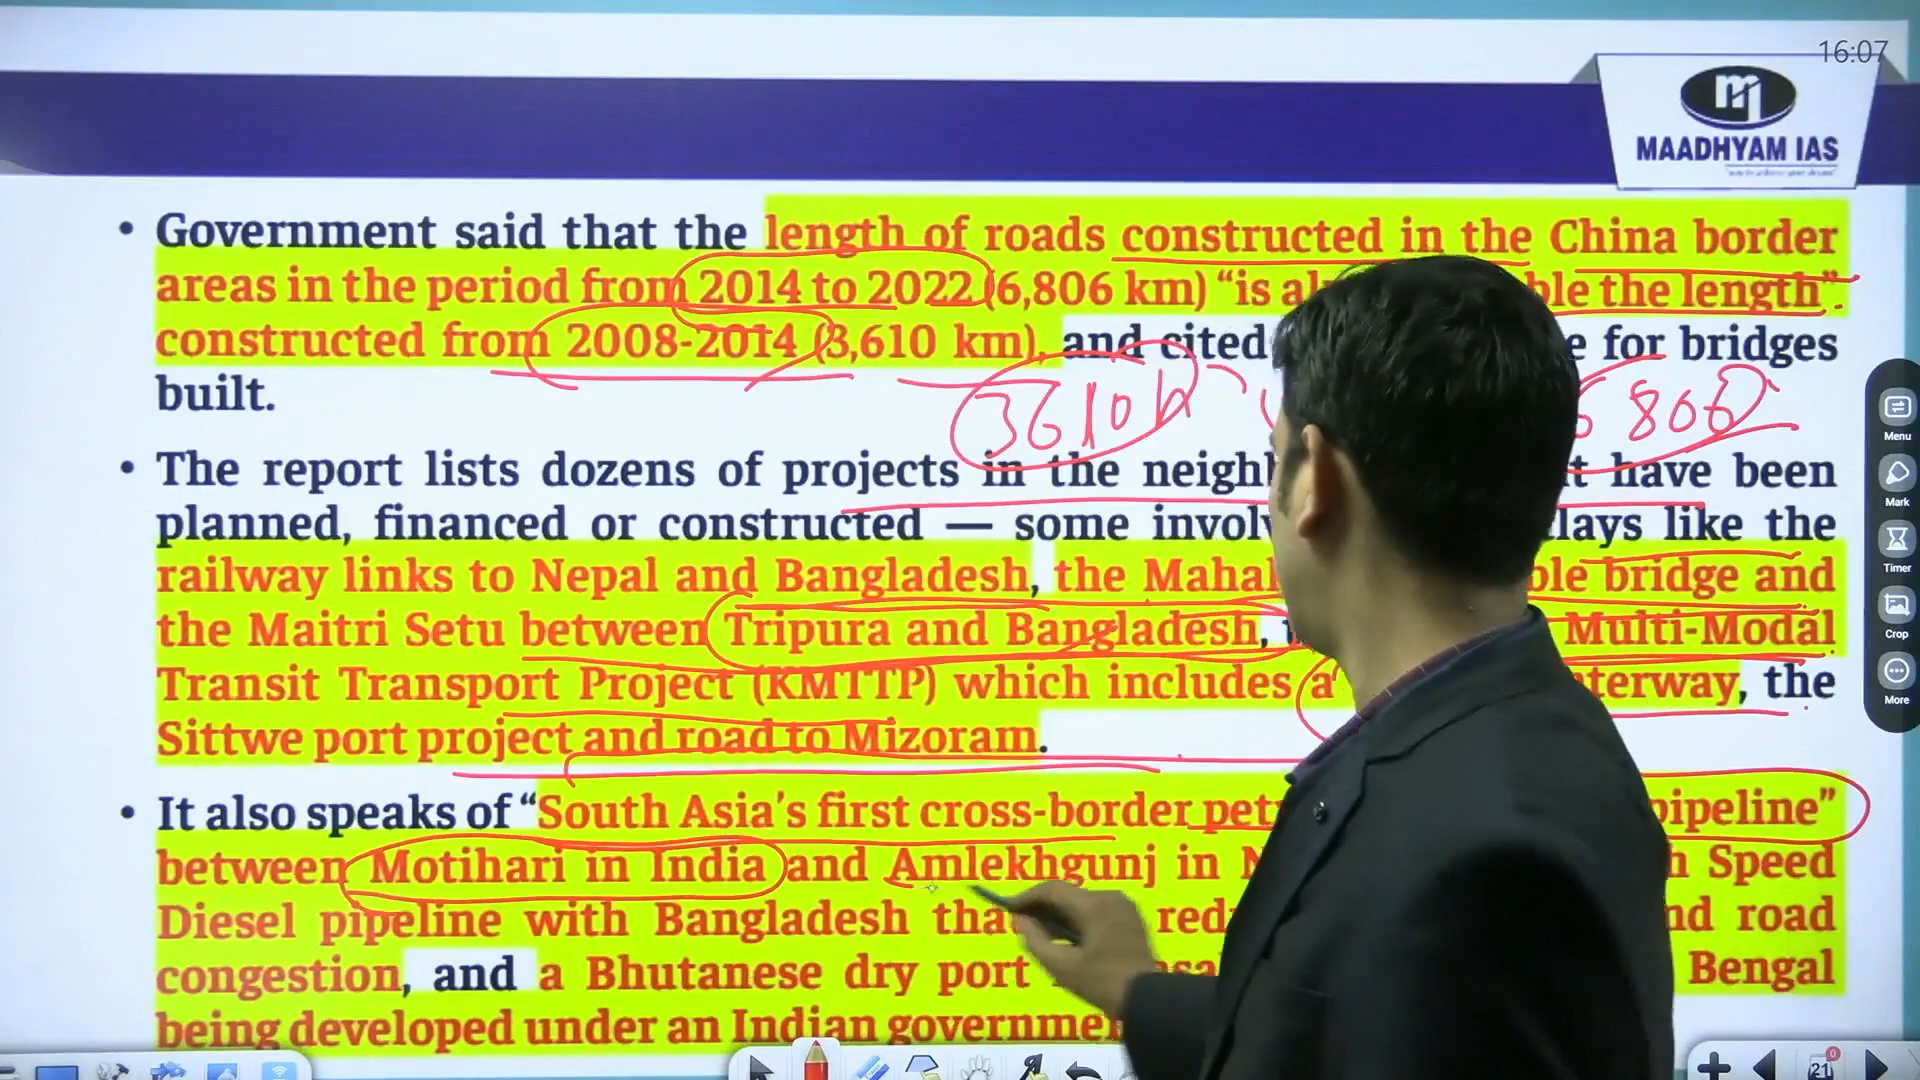 16:07
MAADHYAM IAS
• Government said that the length of roads constructed in the China border
areas in the period from 2014 to 2022 (6,806 km) “is ble the length”
constructed from 2008-2014 (3,610 km), and cited e for bridges
built.
3610 806
• The report lists dozens of projects in the neigh have been
planned, financed or constructed — some involv lays like the
railway links to Nepal and Bangladesh, the Mahak ble bridge and
the Maitri Setu between Tripura and Bangladesh, Multi-Modal
Transit Transport Project (KMTTP) which includes a terway, the
Sittwe port project and road to Mizoram.
• It also speaks of “South Asia’s first cross-border pet pipeline”
between Motihari in India and Amlekhgunj in N h Speed
Diesel pipeline with Bangladesh tha red nd road
congestion, and a Bhutanese dry port Bengal
being developed under an Indian governme
Menu
Mark
Timer
Crop
More
21
0